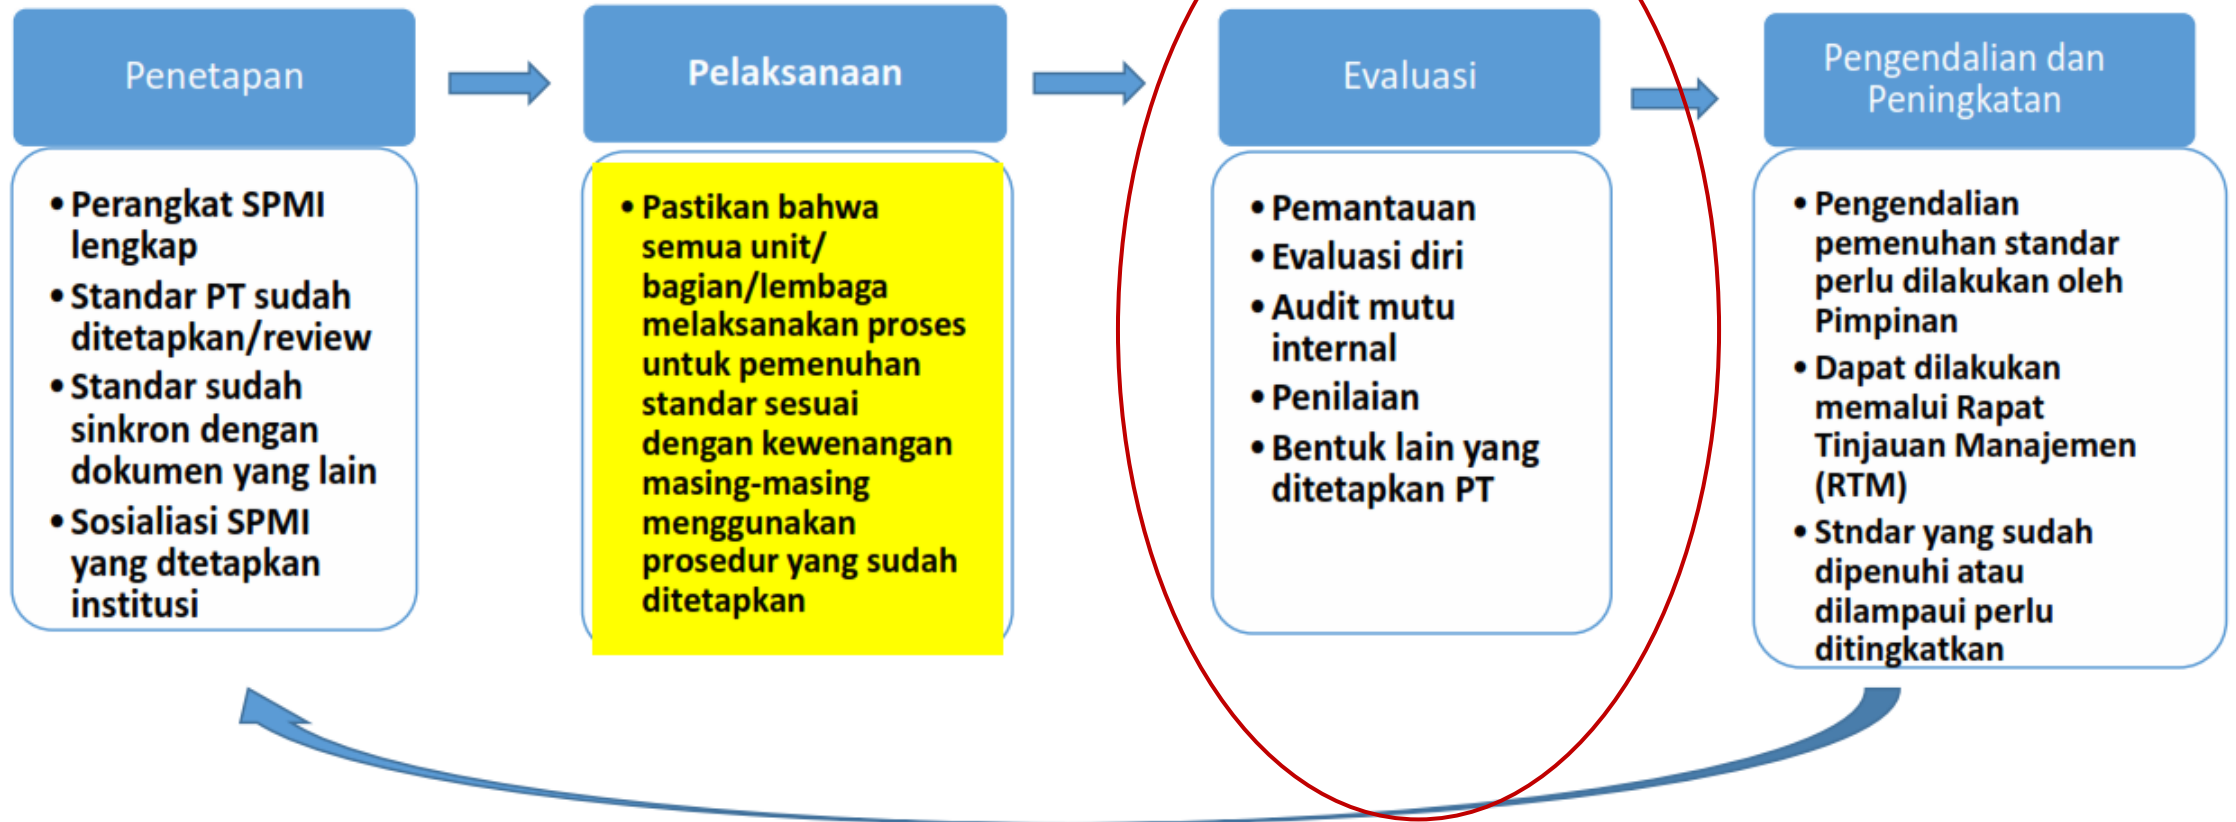 Penetapan
• Perangkat SPMI
lengkap
• Standar PT sudah
ditetapkan/review
• Standar sudah
sinkron dengan
dokumen yang lain
• Sosialiasi SPMI
yang dtetapkan
institusi
Pelaksanaan
• Pastikan bahwa
semua unit/
bagian/lembaga
melaksanakan proses
untuk pemenuhan
standar sesuai
dengan kewenangan
masing-masing
menggunakan
prosedur yang sudah
ditetapkan
Evaluasi
• Pemantauan
• Evaluasi diri
• Audit mutu
internal
• Penilaian
• Bentuk lain yang
ditetapkan PT
Pengendalian dan
Peningkatan
• Pengendalian
pemenuhan standar
perlu dilakukan oleh
Pimpinan
• Dapat dilakukan
memalui Rapat
Tinjauan Manajemen
(RTM)
• Stndar yang sudah
dipenuhi atau
dilampaui perlu
ditingkatkan